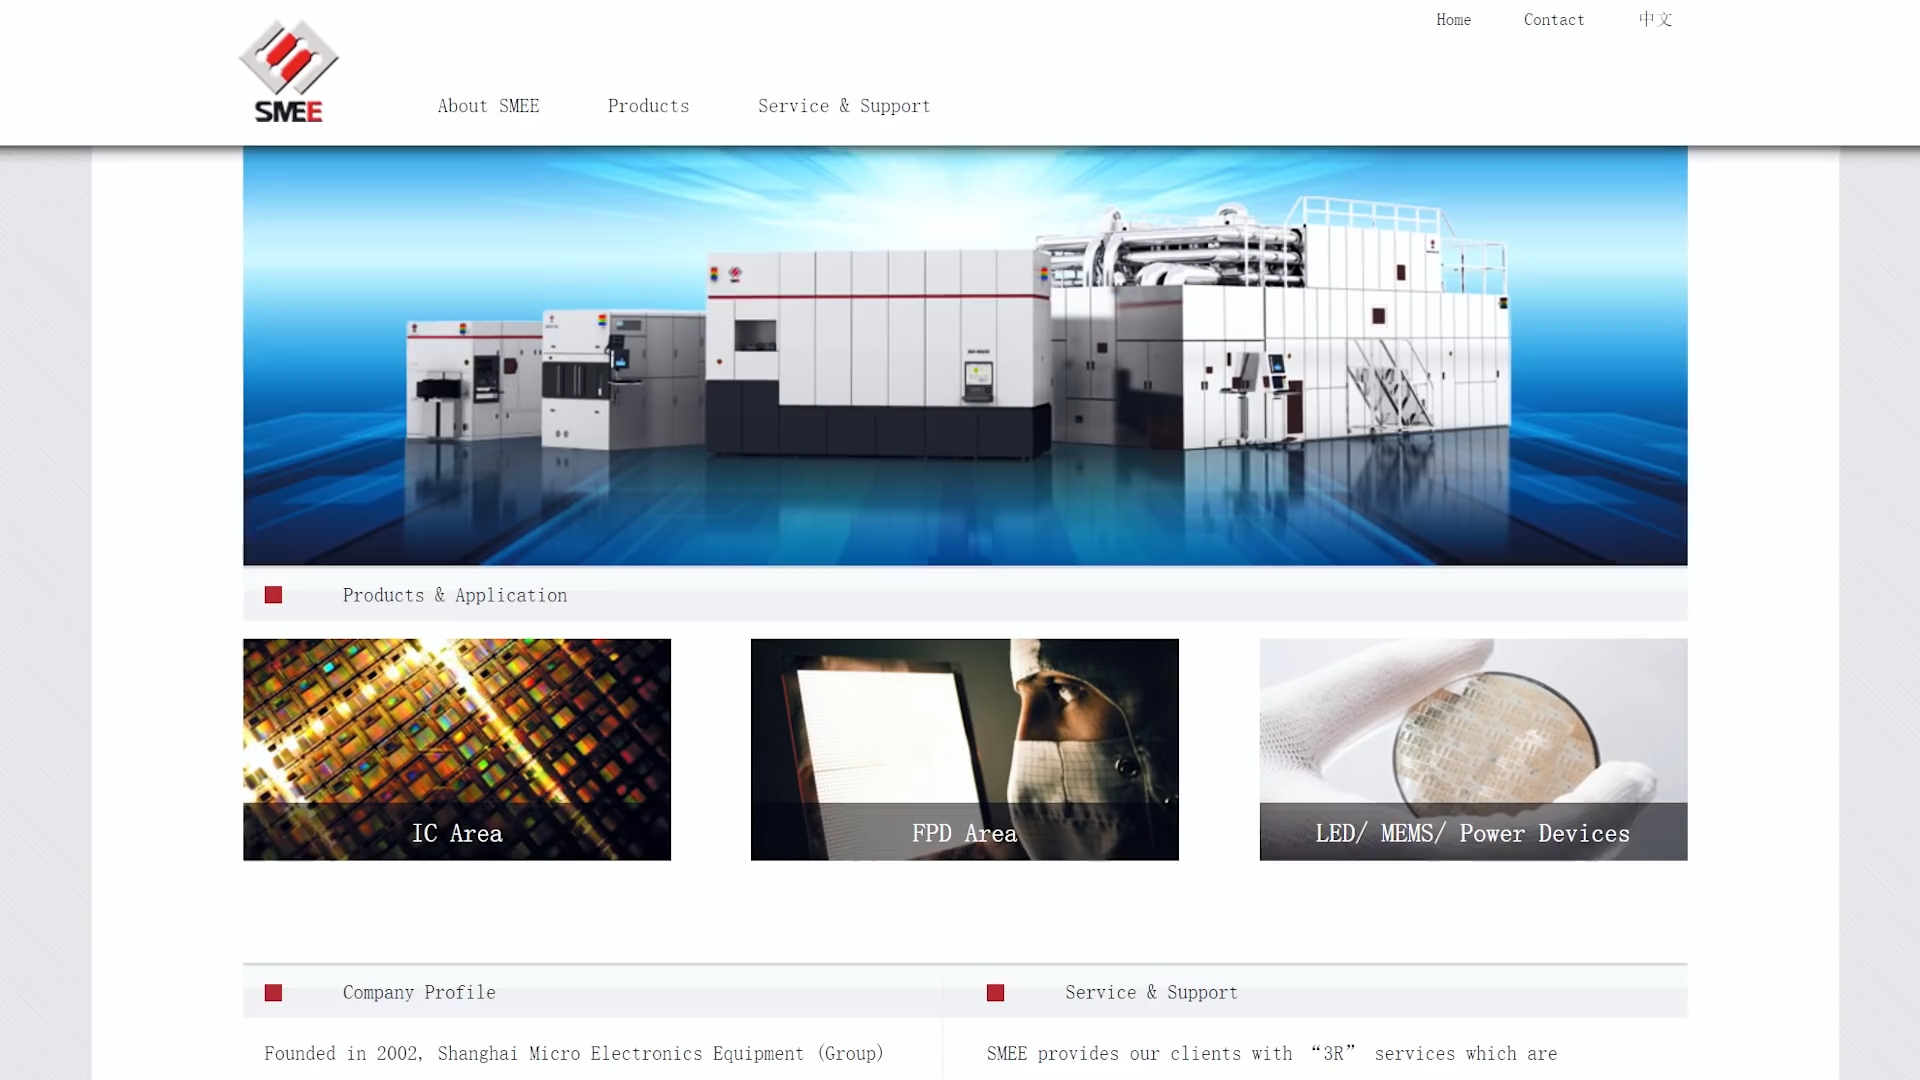 Home Contact 中文
SMEE
About SMEE Products Service & Support
Products & Application
IC Area
FPD Area
LED/ MEMS/ Power Devices
Company Profile
Founded in 2002, Shanghai Micro Electronics Equipment (Group)
Service & Support
SMEE provides our clients with “3R” services which are